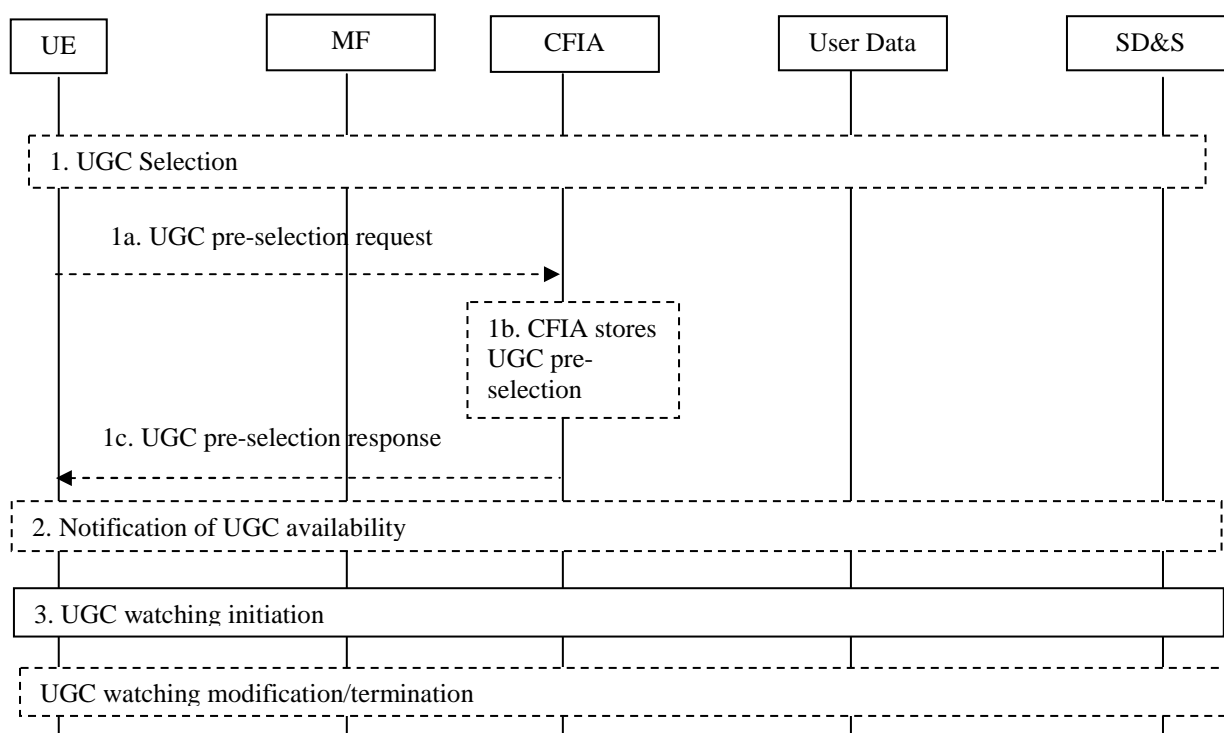 UE
MF
CFIA
User Data
SD&S
1. UGC Selection
1a. UGC pre-selection request
1b. CFIA stores
UGC pre-
selection
1c. UGC pre-selection response
2. Notification of UGC availability
3. UGC watching initiation
UGC watching modification/termination